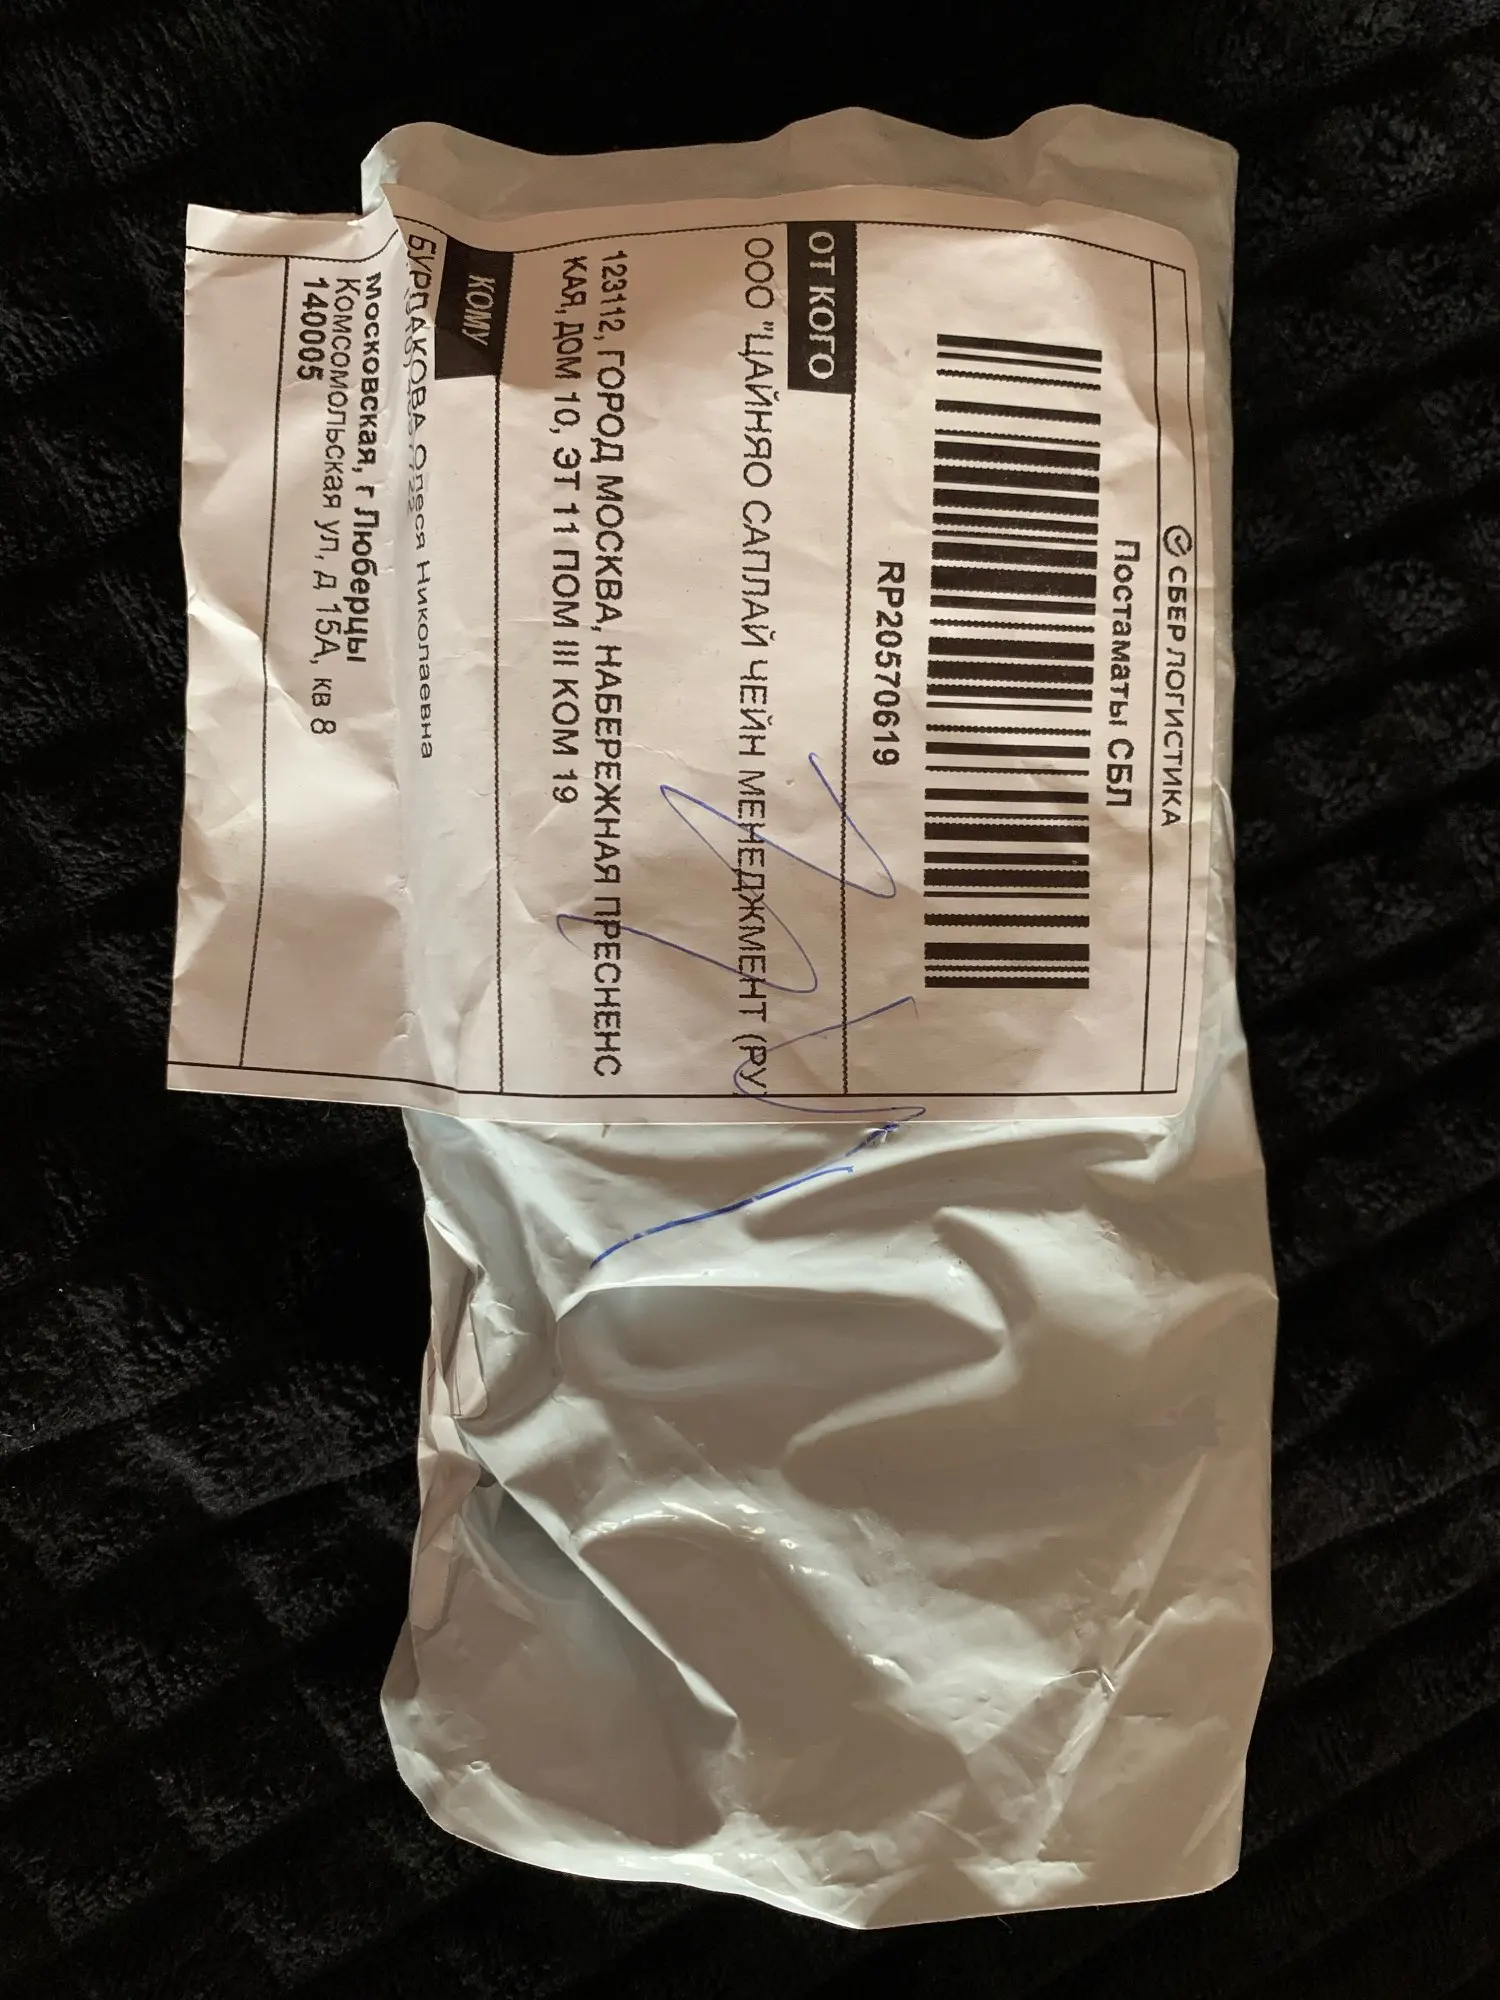 СБЕР ЛОГИСТИКА
Постаматы СБЛ
RP20570619
ОТ КОГО
ООО "ЦАЙНЯО САПЛАЙ ЧЕЙН МЕНЕДЖМЕНТ (РУ
123112, ГОРОД МОСКВА, НАБЕРЕЖНАЯ ПРЕСНЕНС
КАЯ, ДОМ 10, ЭТ 11 ПОМ III КОМ 19
КОМУ
БУРЛАКОВА Олеся Николаевна
Московская, г Люберцы
Комсомольская ул, д 15А, кв 8
140005